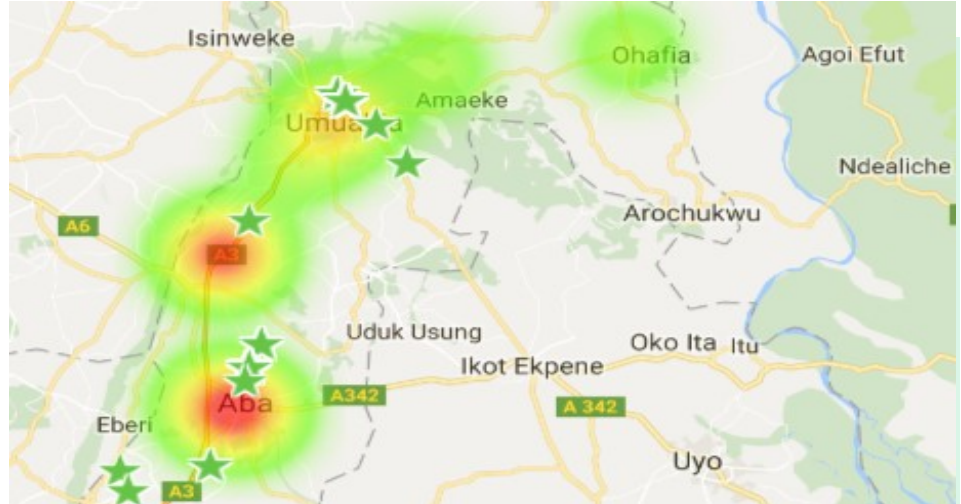 Isinweke
Ohafia
Agoi Efut
Amaeke
Ndealiche
Arochukwu
A6
A3
Uduk Usung
Oko Ita
Itu
Ikot Ekpene
A342
Aba
A 342
Eberi
Uyo
A3